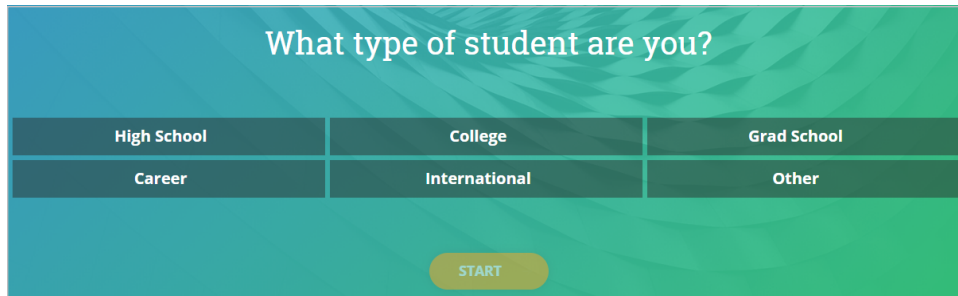 What type of student are you?
High School College Grad School
Career International Other
START